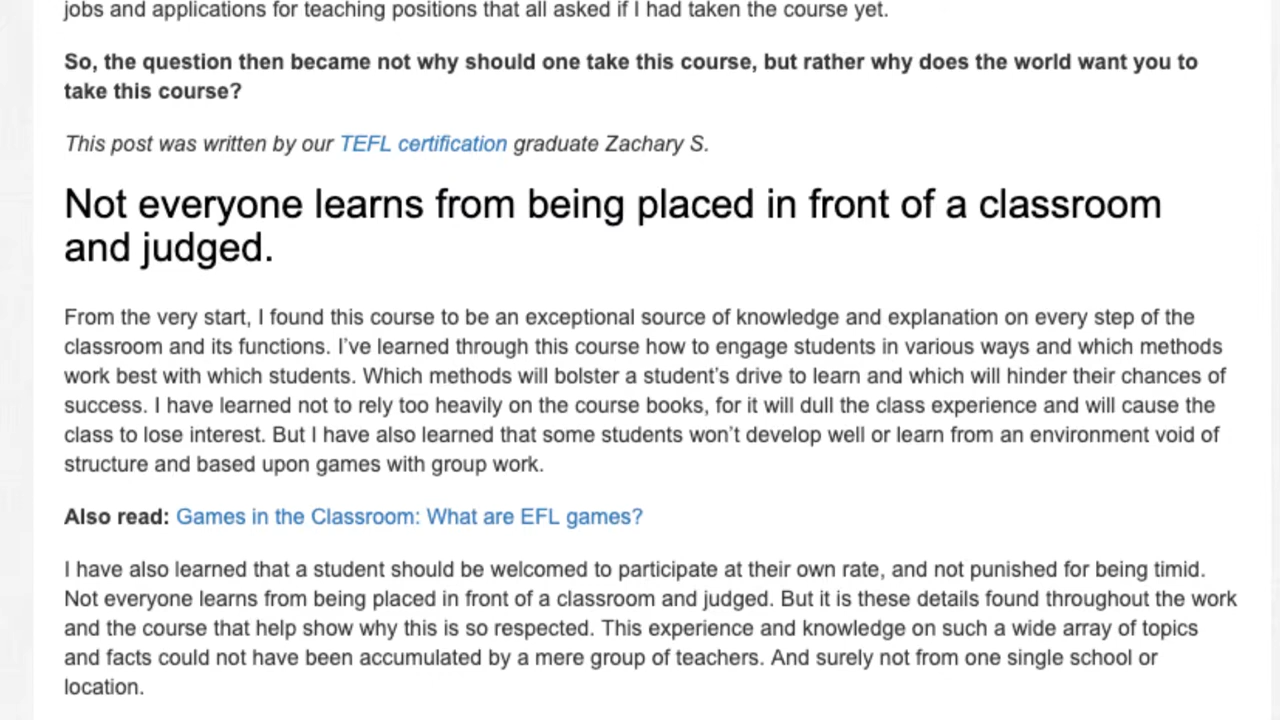 jobs and applications for teaching positions that all asked if I had taken the course yet.
So, the question then became not why should one take this course, but rather why does the world want you to
take this course?
This post was written by our TEFL certification graduate Zachary S.
Not everyone learns from being placed in front of a classroom
and judged.
From the very start, I found this course to be an exceptional source of knowledge and explanation on every step of the
classroom and its functions. I’ve learned through this course how to engage students in various ways and which methods
work best with which students. Which methods will bolster a student’s drive to learn and which will hinder their chances of
success. I have learned not to rely too heavily on the course books, for it will dull the class experience and will cause the
class to lose interest. But I have also learned that some students won’t develop well or learn from an environment void of
structure and based upon games with group work.
Also read: Games in the Classroom: What are EFL games?
I have also learned that a student should be welcomed to participate at their own rate, and not punished for being timid.
Not everyone learns from being placed in front of a classroom and judged. But it is these details found throughout the work
and the course that help show why this is so respected. This experience and knowledge on such a wide array of topics
and facts could not have been accumulated by a mere group of teachers. And surely not from one single school or
location.